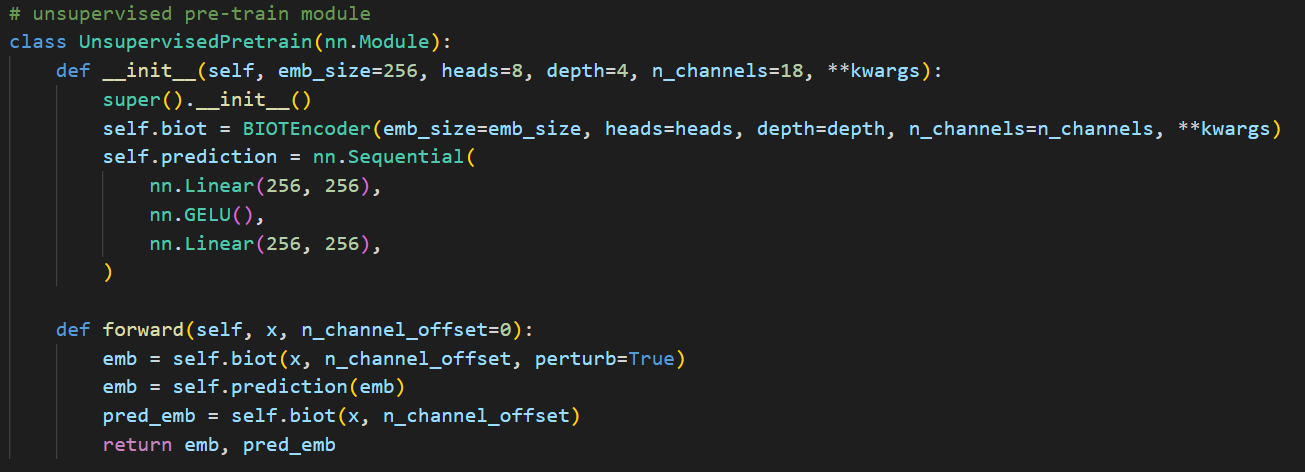 # unsupervised pre-train module
class UnsupervisedPretrain(nn.Module):
    def __init__(self, emb_size=256, heads=8, depth=4, n_channels=18, **kwargs):
        super().__init__()
        self.biot = BIOTEncoder(emb_size=emb_size, heads=heads, depth=depth, n_channels=n_channels, **kwargs)
        self.prediction = nn.Sequential(
            nn.Linear(256, 256),
            nn.GELU(),
            nn.Linear(256, 256),
        )

    def forward(self, x, n_channel_offset=0):
        emb = self.biot(x, n_channel_offset, perturb=True)
        emb = self.prediction(emb)
        pred_emb = self.biot(x, n_channel_offset)
        return emb, pred_emb